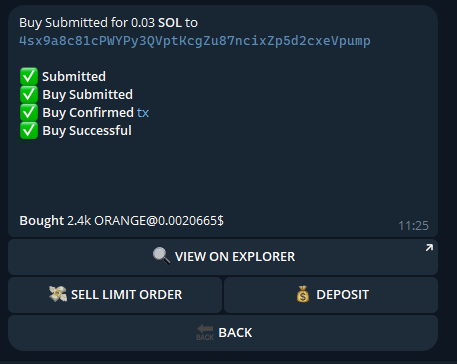 Buy Submitted for 0.03 SOL to
4sx9a8c81cPWYPy3QVptKcgZu87ncixZp5d2cxeVpump
✅ Submitted
✅ Buy Submitted
✅ Buy Confirmed tx
✅ Buy Successful
Bought 2.4k ORANGE@0.0020665$
11:25
🔍 VIEW ON EXPLORER
💸 SELL LIMIT ORDER
💰 DEPOSIT
🔙 BACK